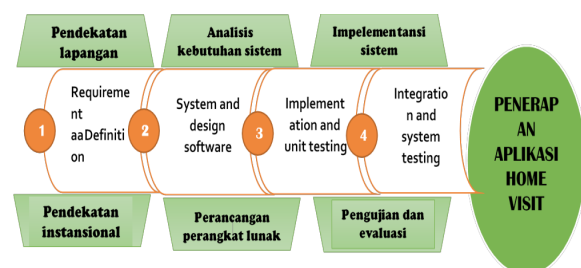 Pendekatan
lapangan
Analisis
kebutuhan sistem
Impelementansi
sistem
1
Requireme
nt
aaDefiniti
on
2
System and
design
software
3
Implement
ation and
unit testing
4
Integratio
n and
system
testing
PENERAP
AN
APLIKASI
HOME
VISIT
Pendekatan
instansional
Perancangan
perangkat lunak
Pengujian dan
evaluasi